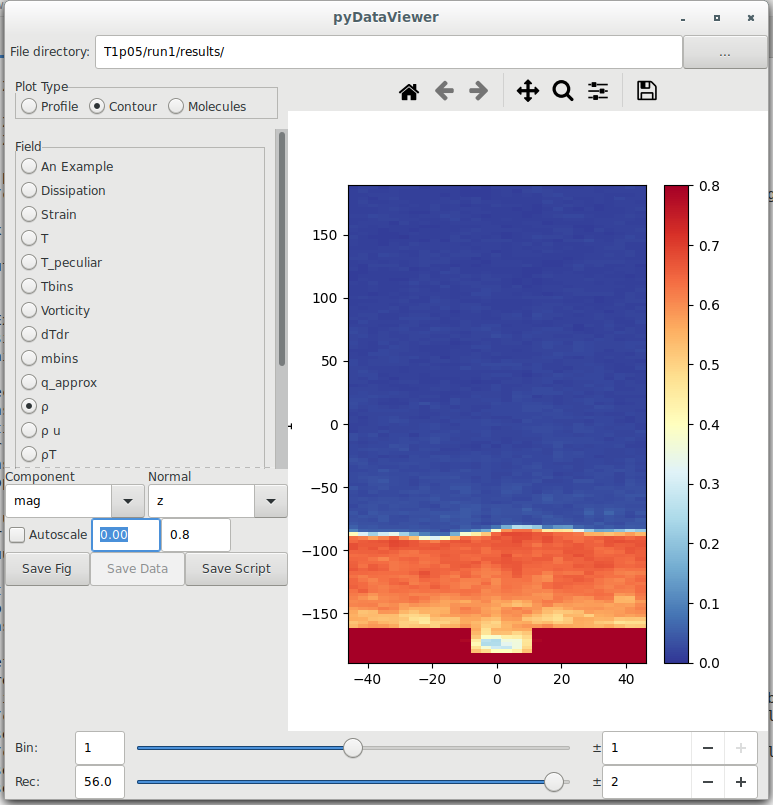 pyDataViewer
File directory: T1p05/run1/results/ ...
Plot Type
Profile Contour Molecules
Field
An Example
Dissipation
Strain
T
T_peculiar
Tbins
Vorticity
dTdr
mbins
q_approx
ρ
ρ u
ρT
Component Normal
mag z
Autoscale 0.00 0.8
Save Fig Save Data Save Script
150
100
50
0
−50
−100
−150
−40 −20 0 20 40
0.8
0.7
0.6
0.5
0.4
0.3
0.2
0.1
0.0
Bin: 1 ± 1 − +
Rec: 56.0 ± 2 − +